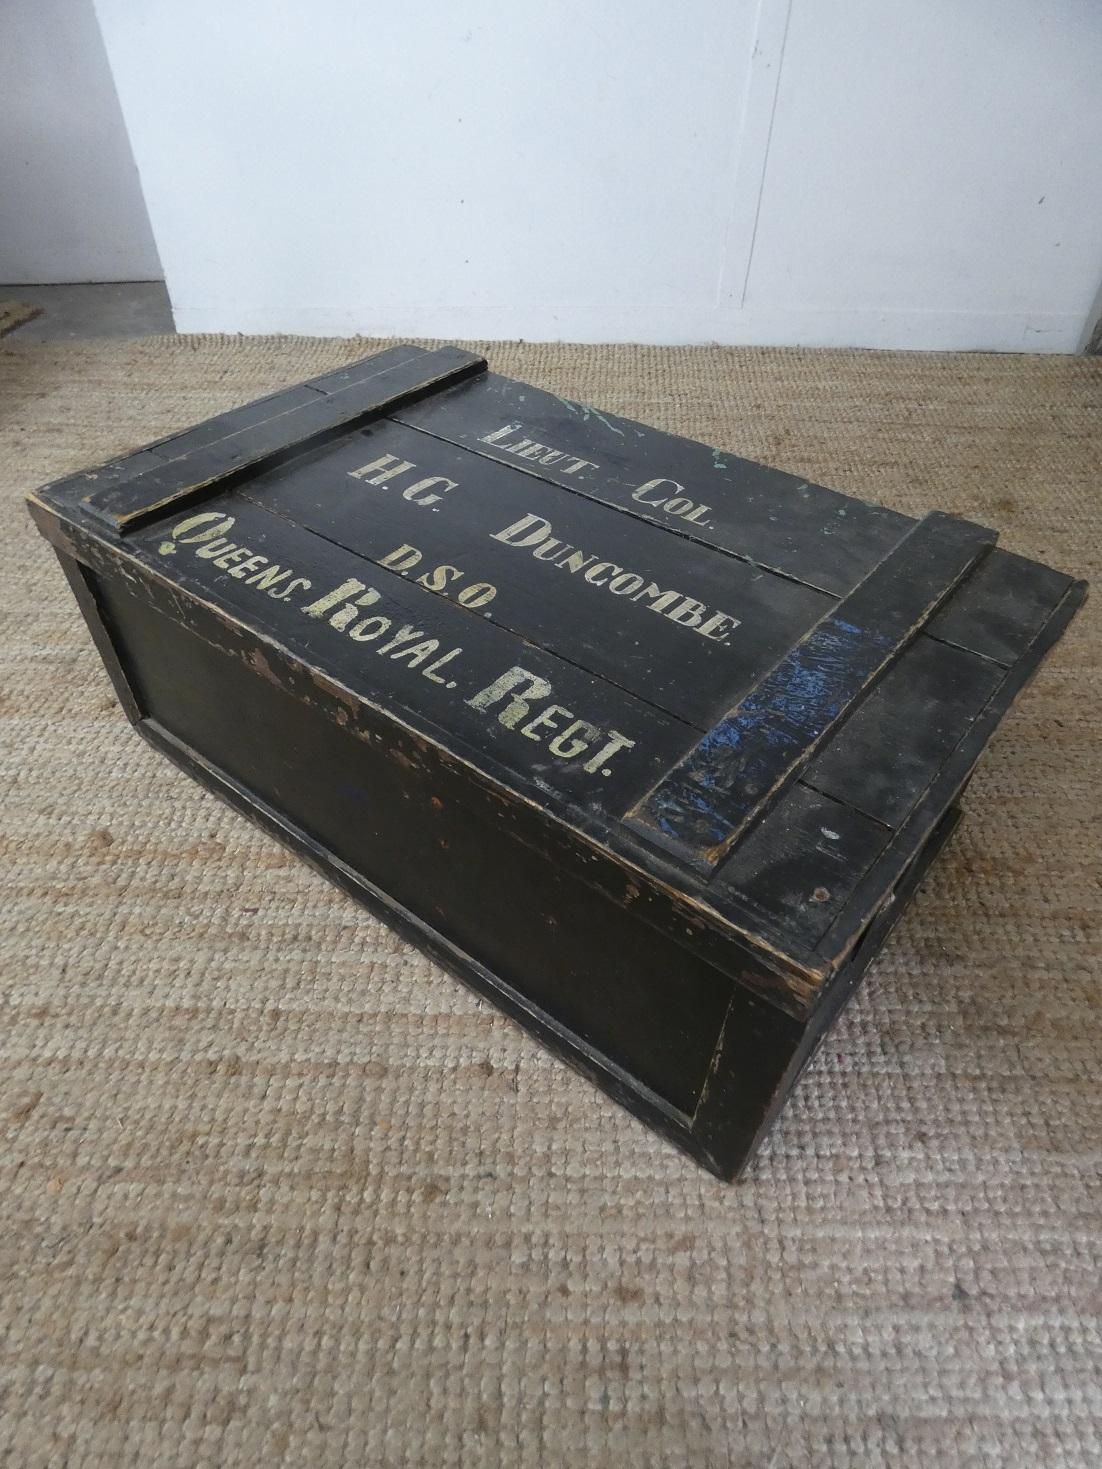 LIEUT. COL.
H. G. DUNCOMBE.
D.S.O.
QUEENS. ROYAL. REGT.